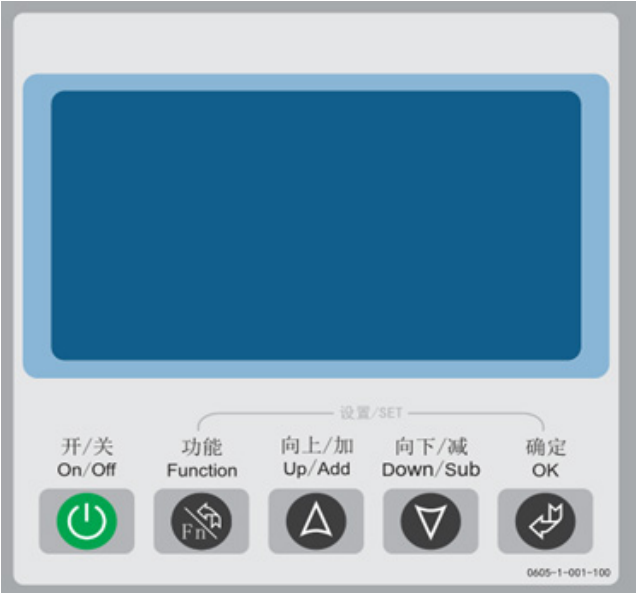 设置/SET
开/关 功能 向上/加 向下/减 确定
On/Off Function Up/Add Down/Sub OK
Fn
0605-1-001-100